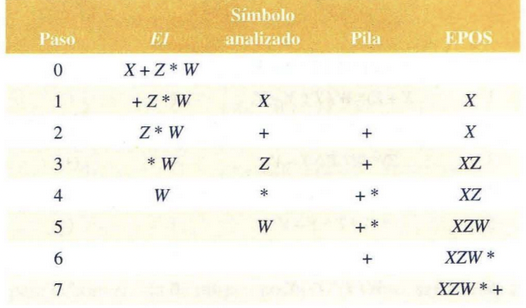 Símbolo
Paso EI analizado Pila EPOS
0 X + Z * W
1 + Z * W X X
2 Z * W + + X
3 * W Z + XZ
4 W * + * XZ
5 W + * XZW
6 + XZW *
7 XZW * +